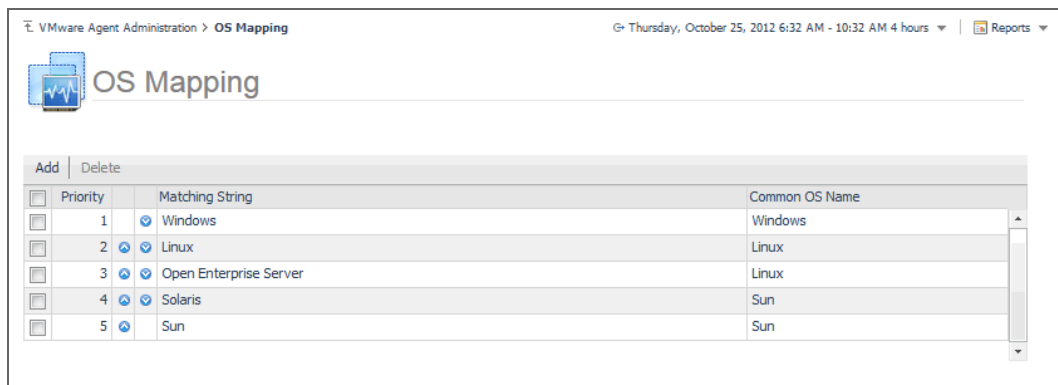 VMware Agent Administration > OS Mapping
Thursday, October 25, 2012 6:32 AM - 10:32 AM 4 hours
Reports
OS Mapping
Add Delete
Priority Matching String Common OS Name
1 Windows Windows
2 Linux Linux
3 Open Enterprise Server Linux
4 Solaris Sun
5 Sun Sun